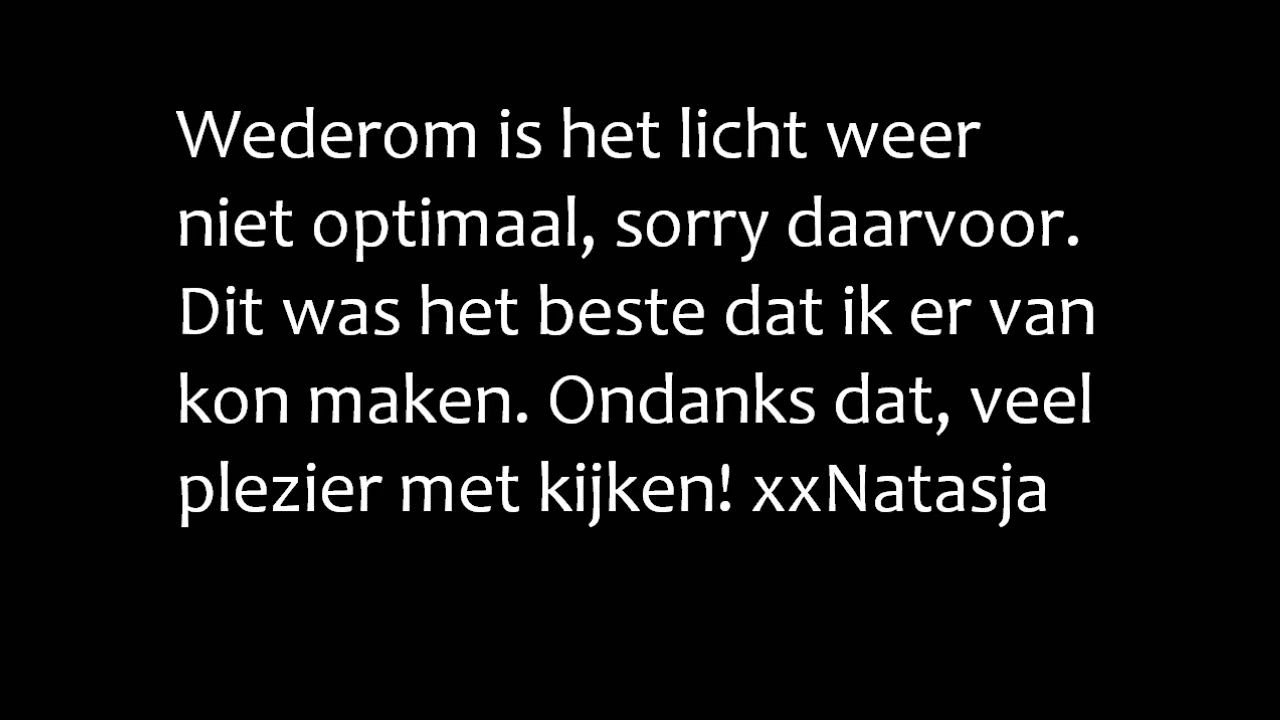 Wederom is het licht weer
niet optimaal, sorry daarvoor.
Dit was het beste dat ik er van
kon maken. Ondanks dat, veel
plezier met kijken! xxNatasja